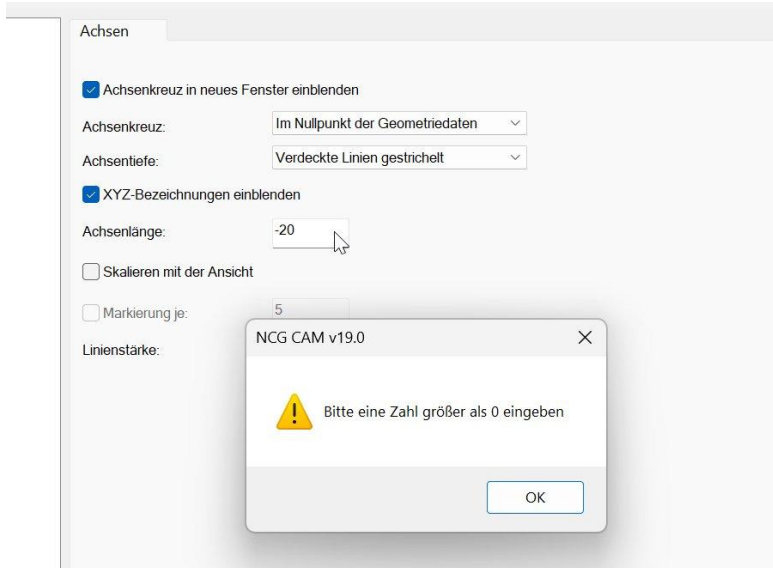 Achsen
Achsenkreuz in neues Fenster einblenden
Achsenkreuz: Im Nullpunkt der Geometriedaten
Achsentiefe: Verdeckte Linien gestrichelt
XYZ-Bezeichnungen einblenden
Achsenlänge: -20
Skalieren mit der Ansicht
Markierung je: 5
Linienstärke:
NCG CAM v19.0
Bitte eine Zahl größer als 0 eingeben
OK